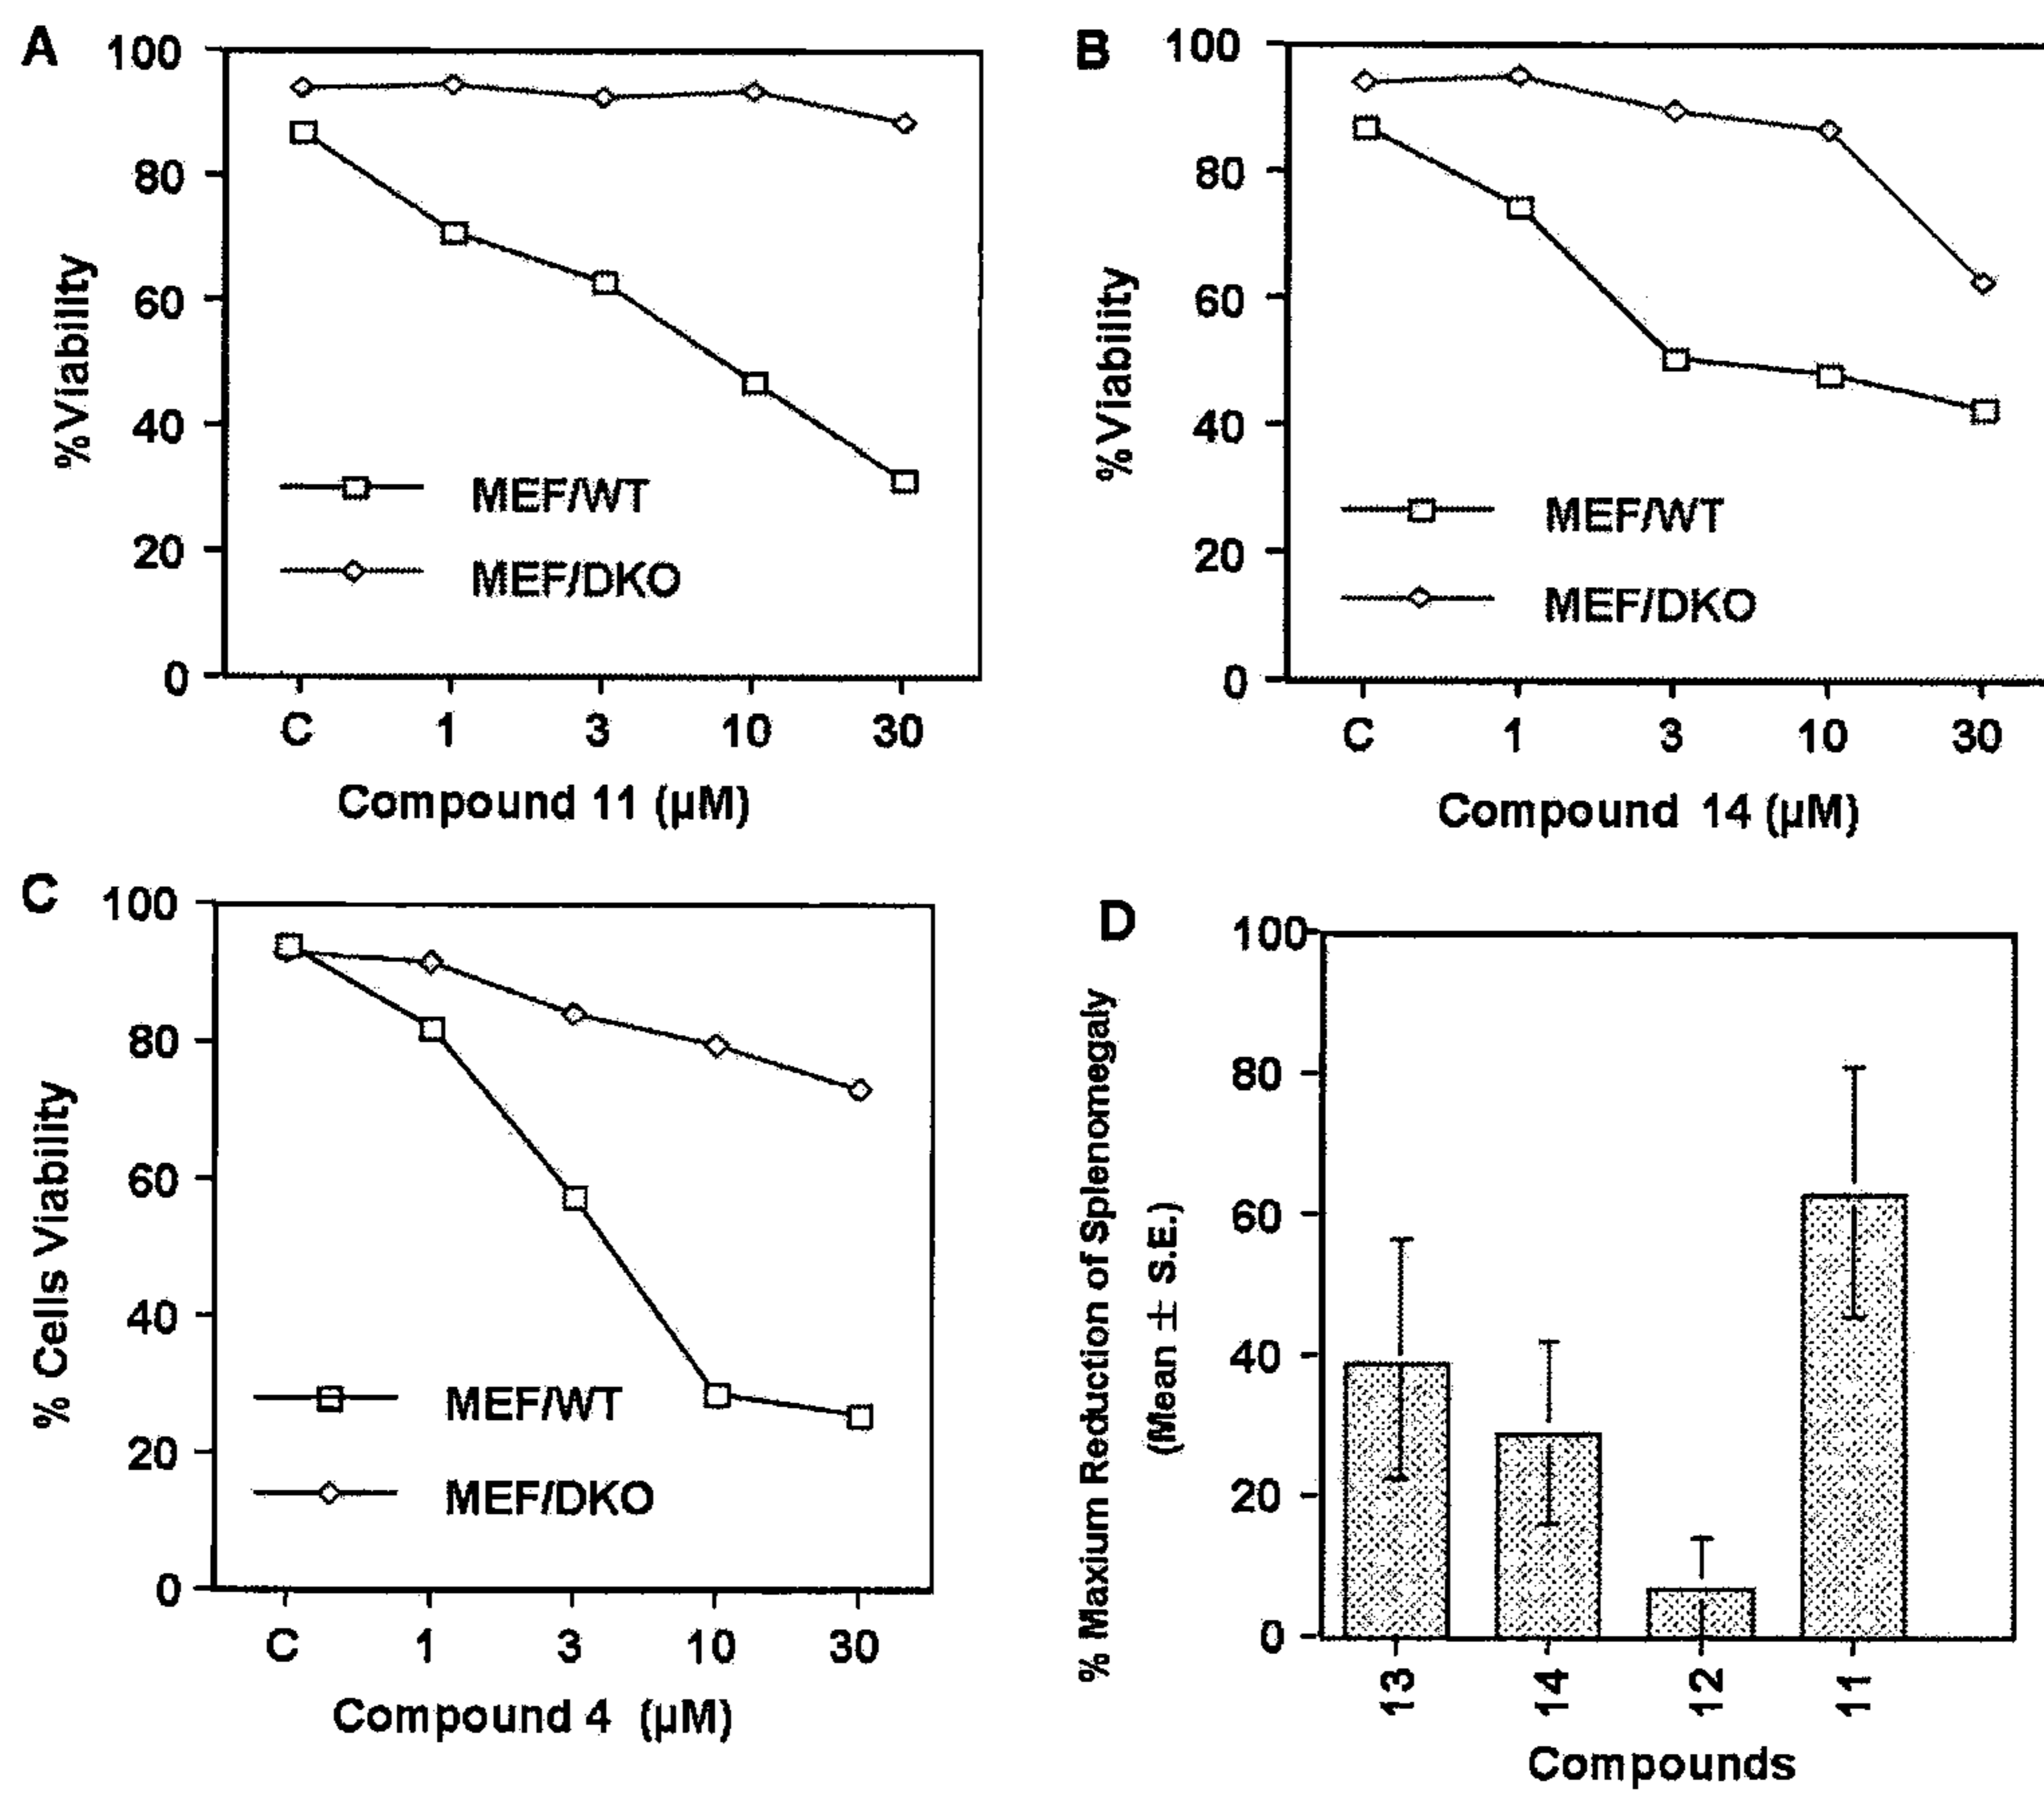 A
100
80
60
40
20
0
%Viability
MEF/WT
MEF/DKO
C 1 3 10 30
Compound 11 (µM)
B
100
80
60
40
20
0
%Viability
MEF/WT
MEF/DKO
C 1 3 10 30
Compound 14 (µM)
C
100
80
60
40
20
0
% Cells Viability
MEF/WT
MEF/DKO
C 1 3 10 30
Compound 4 (µM)
D
100
80
60
40
20
0
% Maxium Reduction of Splenomegaly
(Mean ± S.E.)
13 14 12 11
Compounds